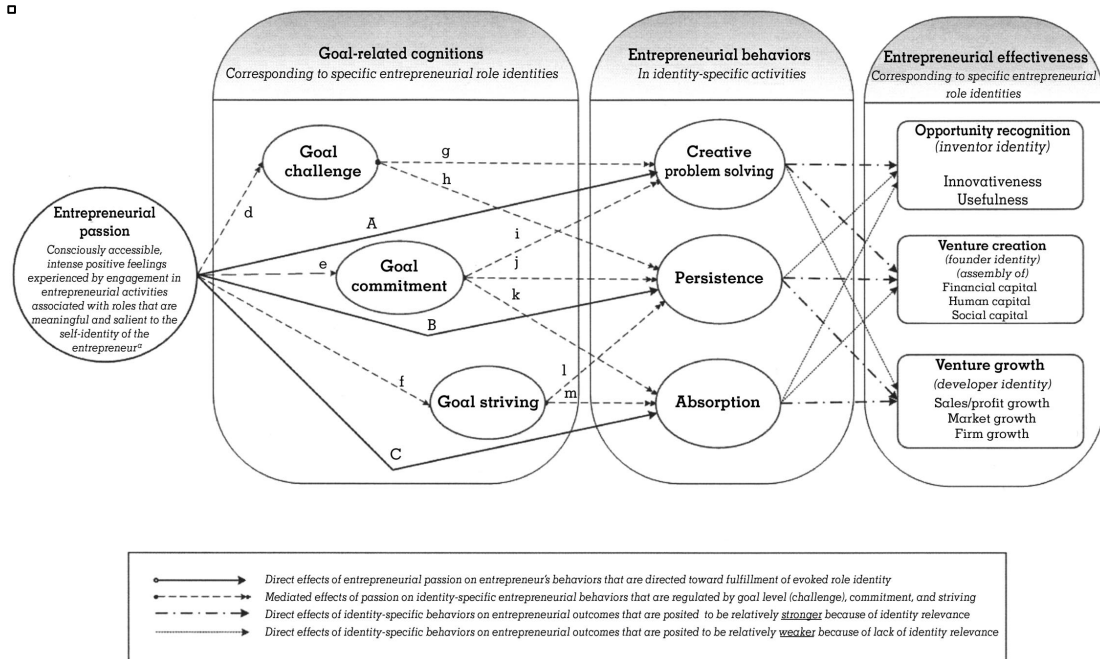 Goal-related cognitions
Corresponding to specific entrepreneurial role identities
Entrepreneurial behaviors
In identity-specific activities
Entrepreneurial effectiveness
Corresponding to specific entrepreneurial
role identities
Entrepreneurial
passion
Consciously accessible,
intense positive feelings
experienced by engagement in
entrepreneurial activities
associated with roles that are
meaningful and salient to the
self-identity of the
entrepreneurᵃ
Goal
challenge
Goal
commitment
Goal striving
d
e
f
A
B
C
g
h
i
j
k
l
m
Creative
problem solving
Persistence
Absorption
Opportunity recognition
(inventor identity)
Innovativeness
Usefulness
Venture creation
(founder identity)
(assembly of)
Financial capital
Human capital
Social capital
Venture growth
(developer identity)
Sales/profit growth
Market growth
Firm growth
Direct effects of entrepreneurial passion on entrepreneur's behaviors that are directed toward fulfillment of evoked role identity
Mediated effects of passion on identity-specific entrepreneurial behaviors that are regulated by goal level (challenge), commitment, and striving
Direct effects of identity-specific behaviors on entrepreneurial outcomes that are posited to be relatively stronger because of identity relevance
Direct effects of identity-specific behaviors on entrepreneurial outcomes that are posited to be relatively weaker because of lack of identity relevance